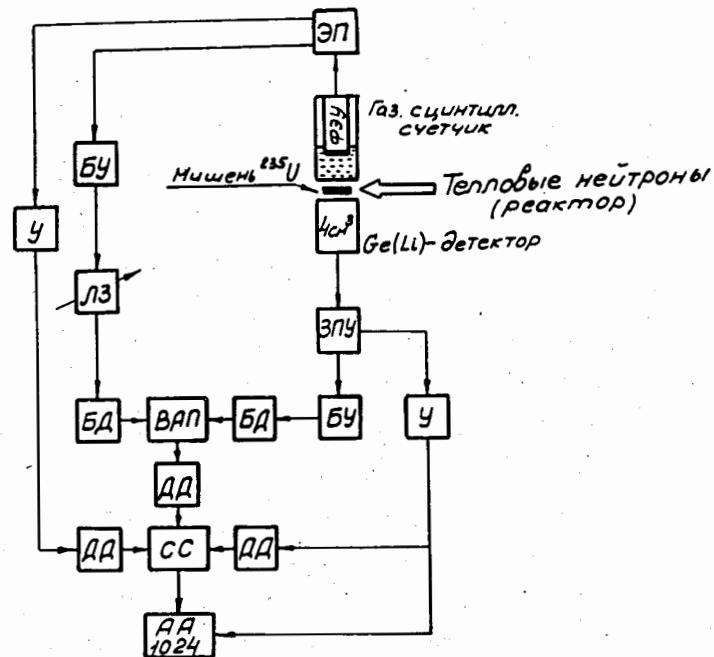 ЭП
Газ. сцинтилл.
счетчик
ФЭУ
БУ
Мишень ²³⁵U
Тепловые нейтроны
(реактор)
У
4см³
Ge(Li)-детектор
ЛЗ
ЗПУ
БД
ВАП
БД
БУ
У
ДД
ДД
СС
ДД
АА
1024